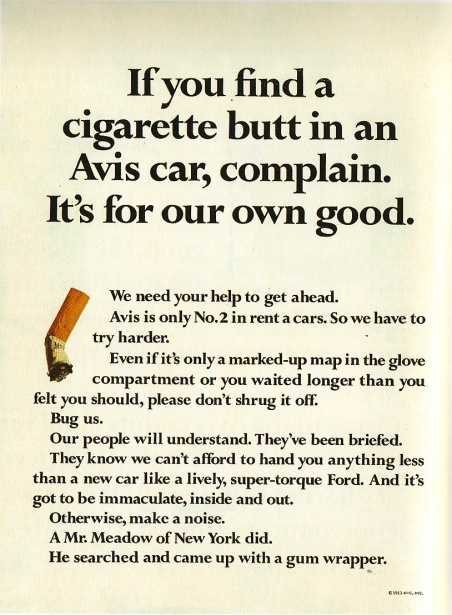 If you find a
cigarette butt in an
Avis car, complain.
It's for our own good.
We need your help to get ahead.
Avis is only No.2 in rent a cars. So we have to
try harder.
Even if it's only a marked-up map in the glove
compartment or you waited longer than you
felt you should, please don't shrug it off.
Bug us.
Our people will understand. They've been briefed.
They know we can't afford to hand you anything less
than a new car like a lively, super-torque Ford. And it's
got to be immaculate, inside and out.
Otherwise, make a noise.
A Mr. Meadow of New York did.
He searched and came up with a gum wrapper.